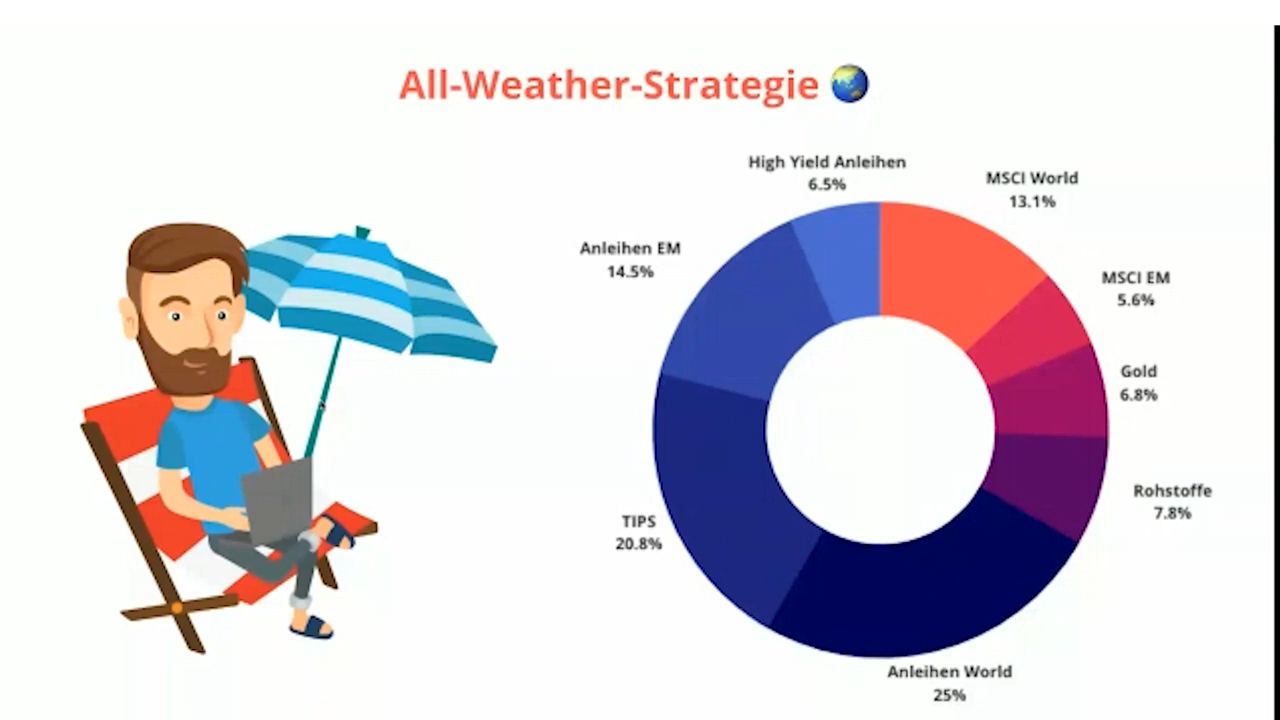 All-Weather-Strategie
High Yield Anleihen
6.5%
MSCI World
13.1%
Anleihen EM
14.5%
MSCI EM
5.6%
Gold
6.8%
Rohstoffe
7.8%
TIPS
20.8%
Anleihen World
25%